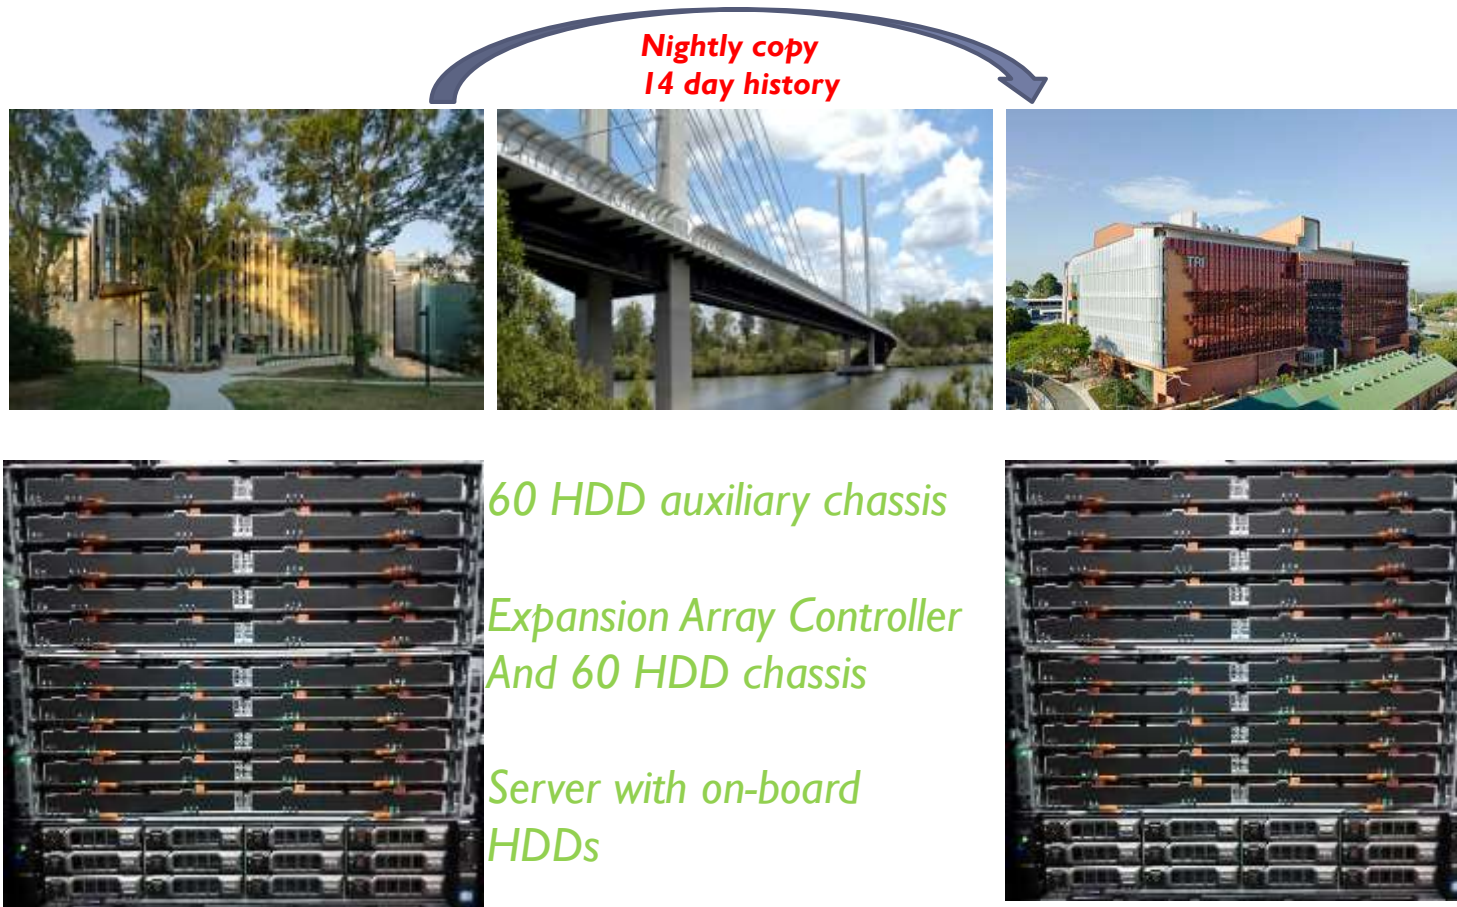 Nightly copy
14 day history
TRI
60 HDD auxiliary chassis
Expansion Array Controller
And 60 HDD chassis
Server with on-board
HDDs